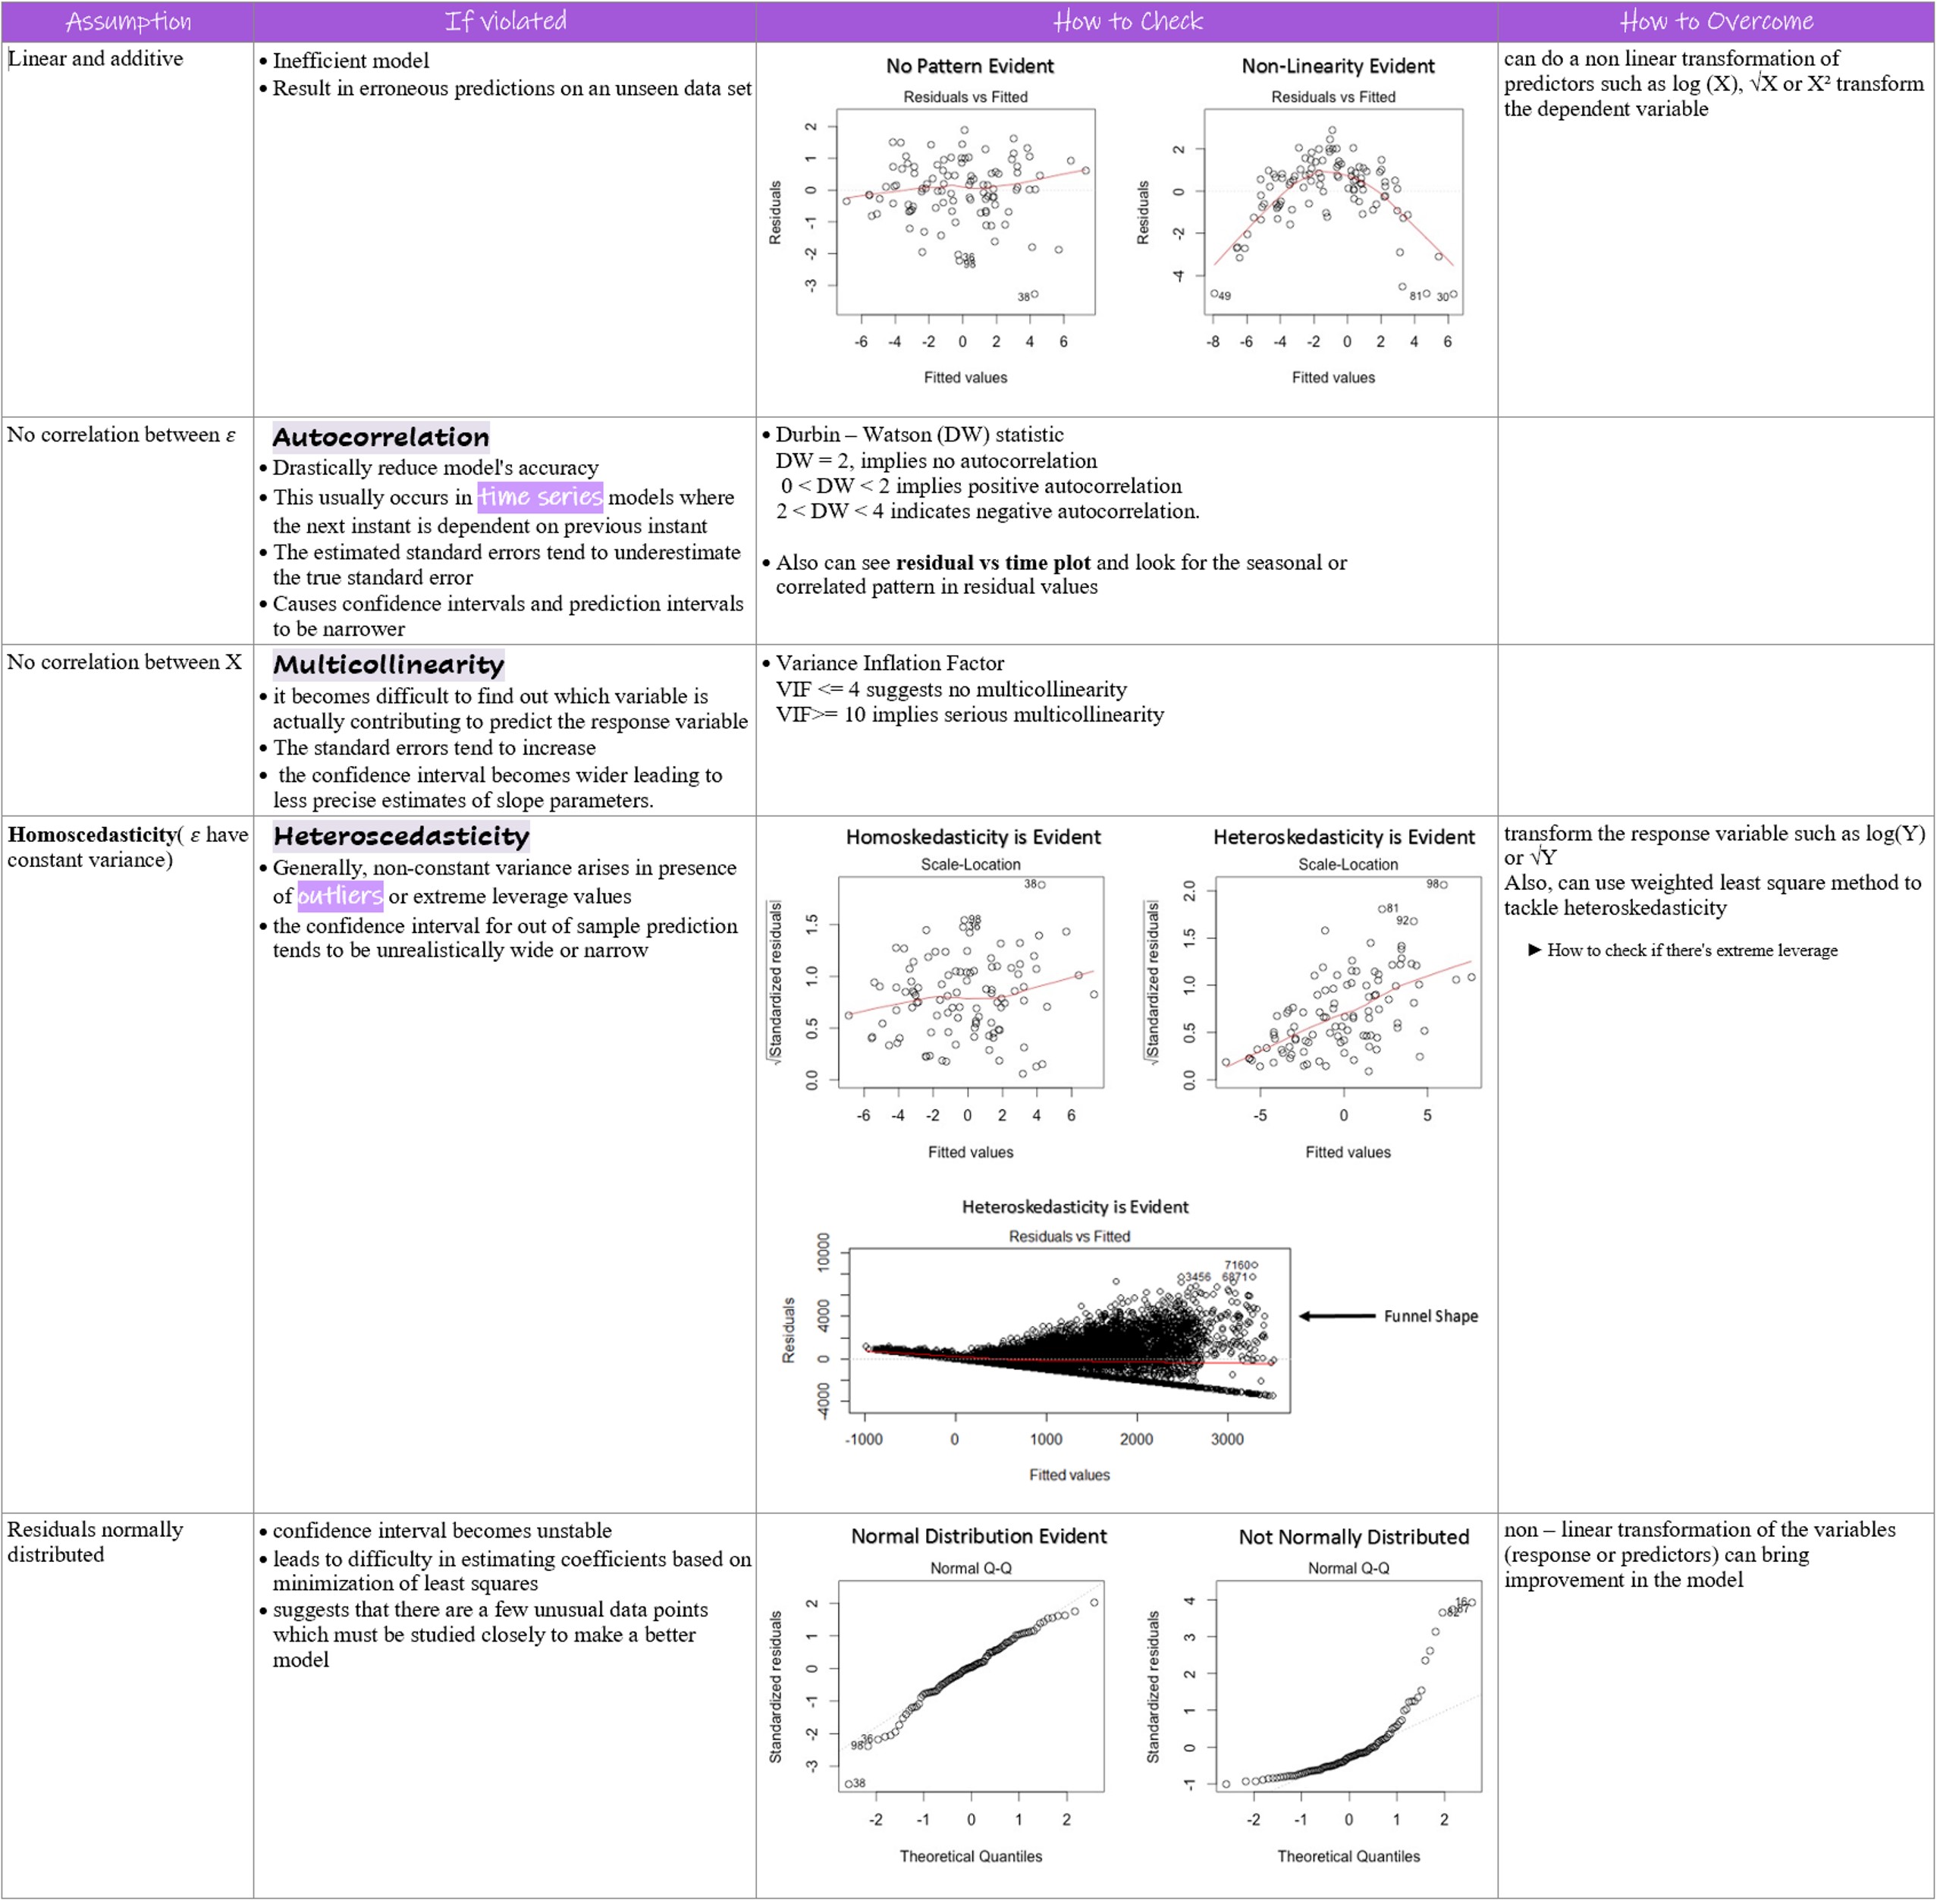 Assumption
If violated
How to Check
How to Overcome
Linear and additive
• Inefficient model
• Result in erroneous predictions on an unseen data set
No Pattern Evident
Residuals vs Fitted
Residuals
2
1
0
-1
-2
-3
36
98
38
-6 -4 -2 0 2 4 6
Fitted values
Non-Linearity Evident
Residuals vs Fitted
Residuals
2
0
-2
-4
49
81
30
-8 -6 -4 -2 0 2 4 6
Fitted values
can do a non linear transformation of
predictors such as log (X), √X or X² transform
the dependent variable
No correlation between ε
Autocorrelation
• Drastically reduce model's accuracy
• This usually occurs in time series models where
the next instant is dependent on previous instant
• The estimated standard errors tend to underestimate
the true standard error
• Causes confidence intervals and prediction intervals
to be narrower
• Durbin – Watson (DW) statistic
DW = 2, implies no autocorrelation
0 < DW < 2 implies positive autocorrelation
2 < DW < 4 indicates negative autocorrelation.
• Also can see residual vs time plot and look for the seasonal or
correlated pattern in residual values
No correlation between X
Multicollinearity
• it becomes difficult to find out which variable is
actually contributing to predict the response variable
• The standard errors tend to increase
• the confidence interval becomes wider leading to
less precise estimates of slope parameters.
• Variance Inflation Factor
VIF <= 4 suggests no multicollinearity
VIF>= 10 implies serious multicollinearity
Homoscedasticity( ε have
constant variance)
Heteroscedasticity
• Generally, non-constant variance arises in presence
of outliers or extreme leverage values
• the confidence interval for out of sample prediction
tends to be unrealistically wide or narrow
Homoskedasticity is Evident
Scale-Location
√|Standardized residuals|
1.5
1.0
0.5
0.0
38
98
36
-6 -4 -2 0 2 4 6
Fitted values
Heteroskedasticity is Evident
Scale-Location
√|Standardized residuals|
2.0
1.5
1.0
0.5
0.0
98
81
92
-5 0 5
Fitted values
Heteroskedasticity is Evident
Residuals vs Fitted
Residuals
10000
4000
0
-4000
7160
3456 6871
Funnel Shape
-1000 0 1000 2000 3000
Fitted values
transform the response variable such as log(Y)
or √Y
Also, can use weighted least square method to
tackle heteroskedasticity
► How to check if there's extreme leverage
Residuals normally
distributed
• confidence interval becomes unstable
• leads to difficulty in estimating coefficients based on
minimization of least squares
• suggests that there are a few unusual data points
which must be studied closely to make a better
model
Normal Distribution Evident
Normal Q-Q
Standardized residuals
2
1
0
-1
-2
-3
36
98
38
-2 -1 0 1 2
Theoretical Quantiles
Not Normally Distributed
Normal Q-Q
Standardized residuals
4
3
2
1
0
-1
16
-2 -1 0 1 2
Theoretical Quantiles
non – linear transformation of the variables
(response or predictors) can bring
improvement in the model